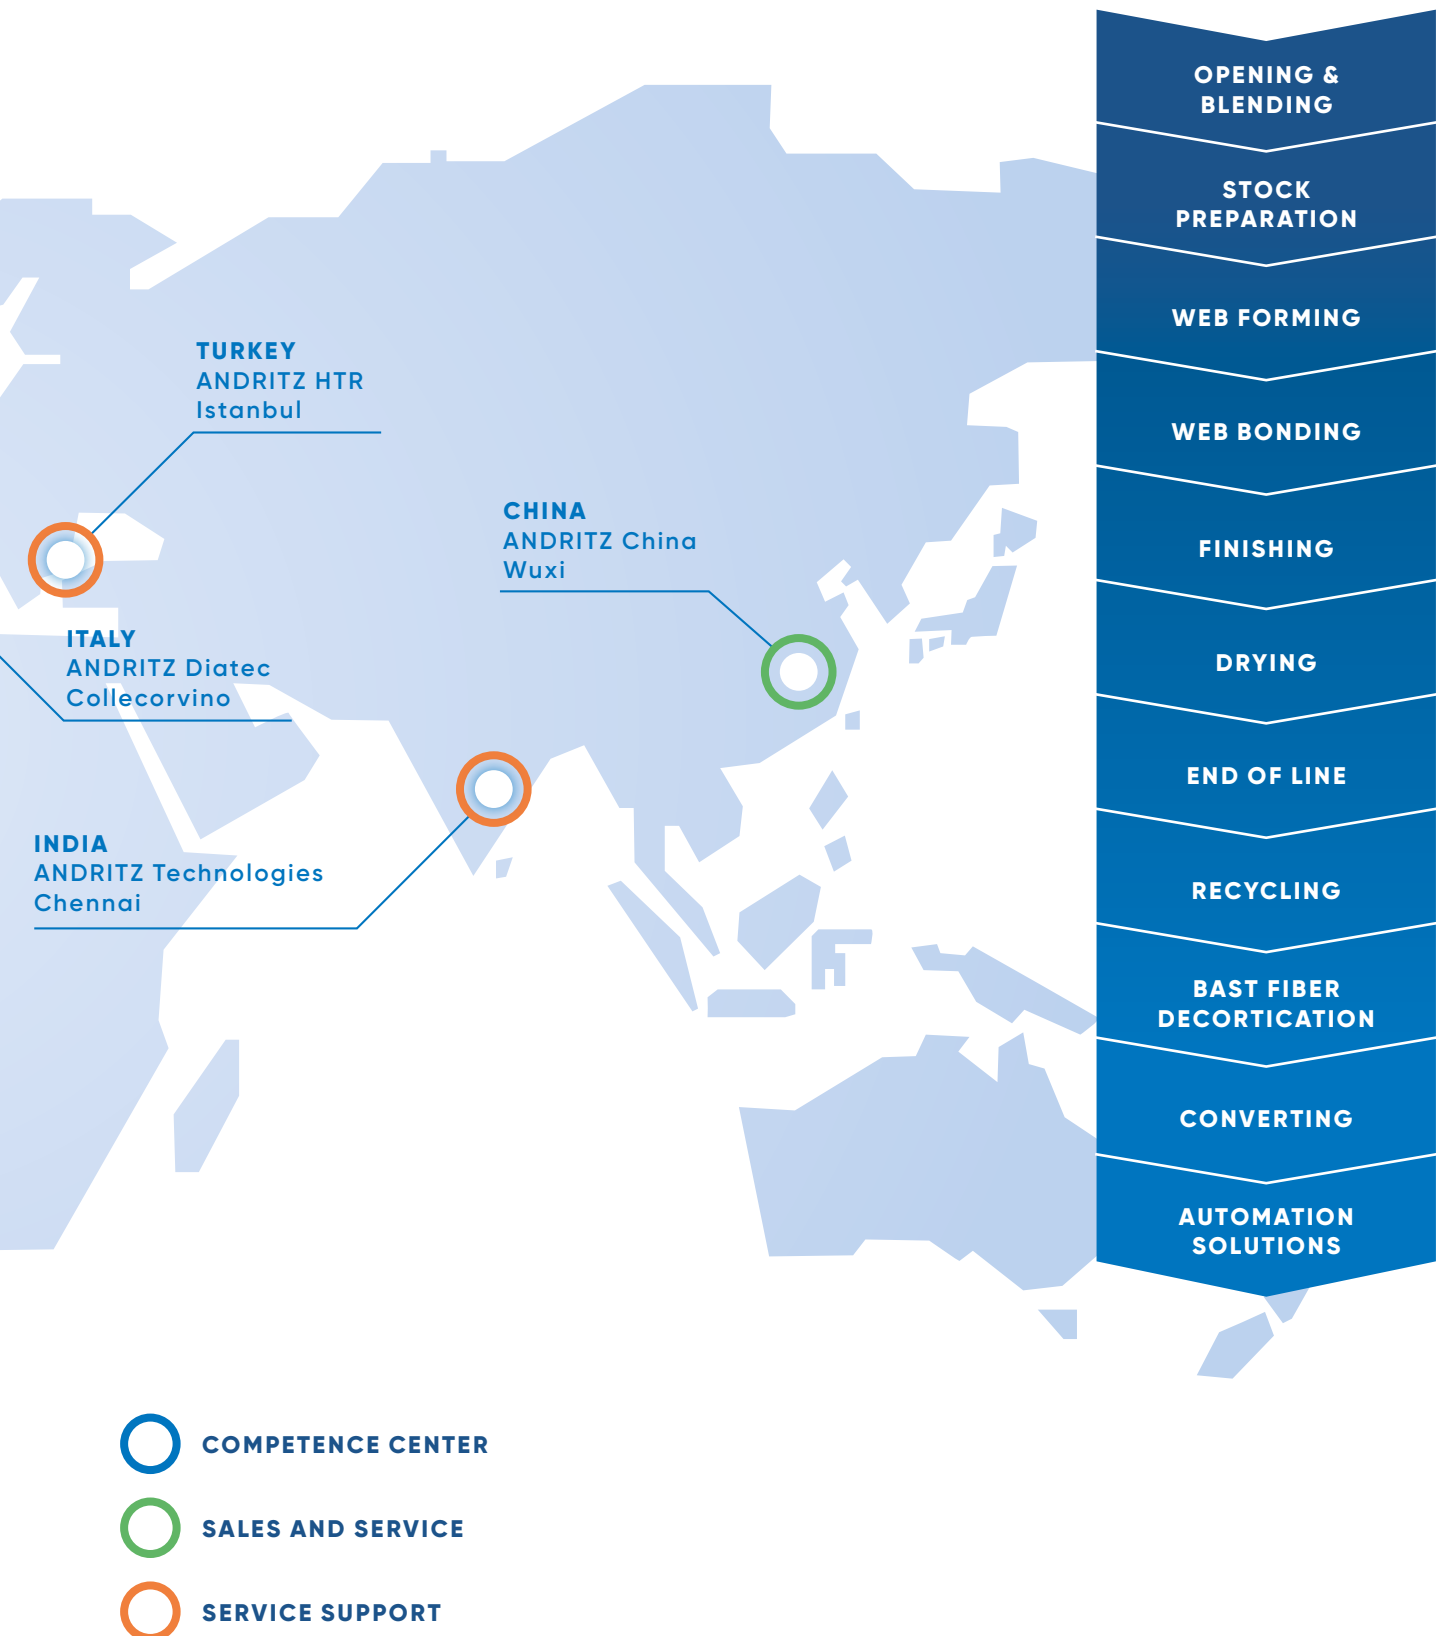 TURKEY
ANDRITZ HTR
Istanbul
CHINA
ANDRITZ China
Wuxi
ITALY
ANDRITZ Diatec
Collecorvino
INDIA
ANDRITZ Technologies
Chennai
OPENING &
BLENDING
STOCK
PREPARATION
WEB FORMING
WEB BONDING
FINISHING
DRYING
END OF LINE
RECYCLING
BAST FIBER
DECORTICATION
CONVERTING
AUTOMATION
SOLUTIONS
COMPETENCE CENTER
SALES AND SERVICE
SERVICE SUPPORT